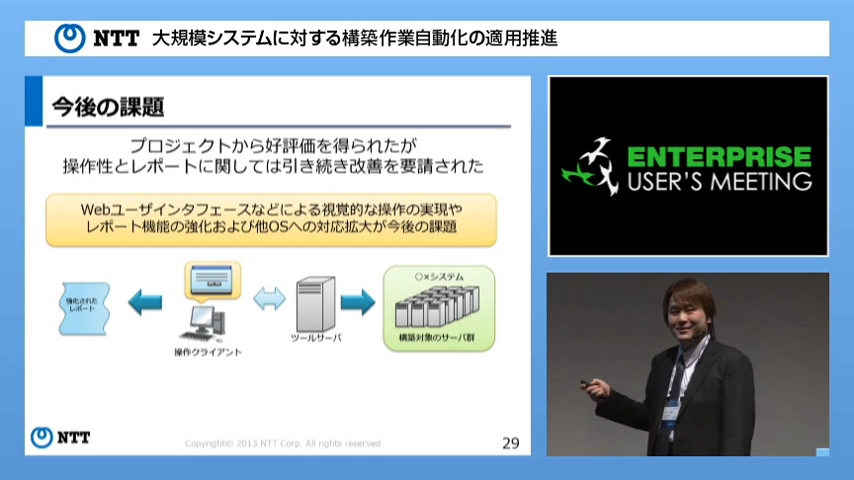 NTT 大規模システムに対する構築作業自動化の適用推進
今後の課題
プロジェクトから好評価を得られたが
操作性とレポートに関しては引き続き改善を要請された
Webユーザインタフェースなどによる視覚的な操作の実現や
レポート機能の強化および他OSへの対応拡大が今後の課題
強化された
レポート
操作クライアント
ツールサーバ
○×システム
構築対象のサーバ群
NTT
Copyright© 2013 NTT Corp. All rights reserved.
29
ENTERPRISE
USER'S MEETING